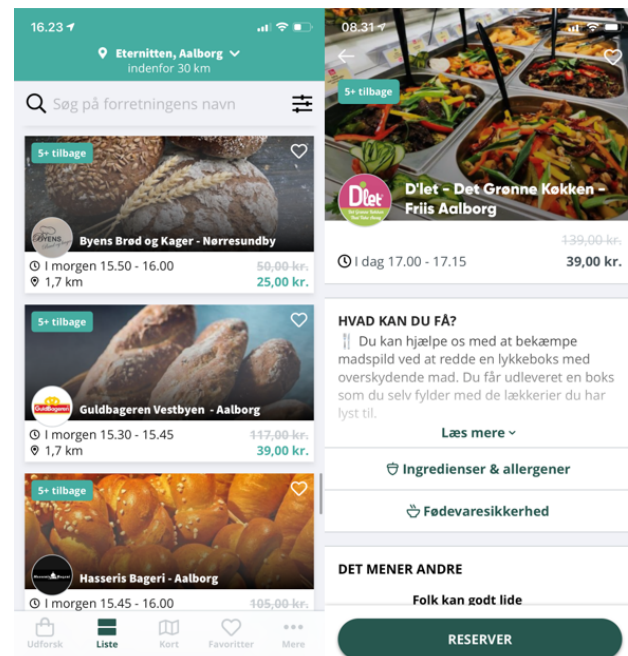 16.23
Eternitten, Aalborg
indenfor 30 km
Søg på forretningens navn
5+ tilbage
BYENS
Byens Brød og Kager - Nørresundby
I morgen 15.50 - 16.00
50,00 kr.
1,7 km
25,00 kr.
5+ tilbage
Guldbageren
Guldbageren Vestbyen - Aalborg
I morgen 15.30 - 15.45
117,00 kr.
1,7 km
39,00 kr.
5+ tilbage
Hasseris Bageri - Aalborg
I morgen 15.45 - 16.00
105,00 kr.
Udforsk
Liste
Kort
Favoritter
Mere
08.31
5+ tilbage
D'let
D'let - Det Grønne Køkken -
Friis Aalborg
139,00 kr.
I dag 17.00 - 17.15
39,00 kr.
HVAD KAN DU FÅ?
Du kan hjælpe os med at bekæmpe
madspild ved at redde en lykkeboks med
overskydende mad. Du får udleveret en boks
som du selv fylder med de lækkerier du har
lyst til.
Læs mere
Ingredienser & allergener
Fødevaresikkerhed
DET MENER ANDRE
Folk kan godt lide
RESERVER